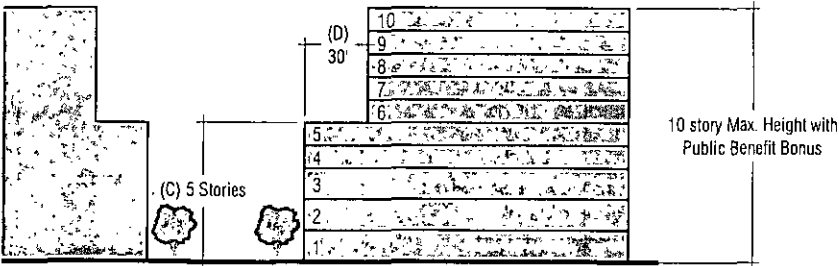 10
(D)
30'
9
8
7
6
5
4
3
2
1
(C) 5 Stories
10 story Max. Height with
Public Benefit Bonus